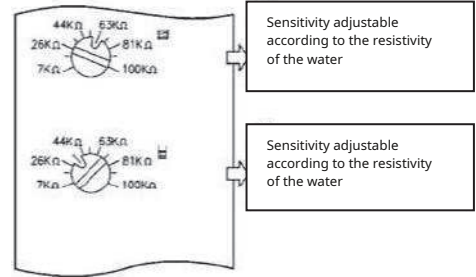 44KΩ 63KΩ
26KΩ 81KΩ
7KΩ 100KΩ
Sensitivity adjustable
according to the resistivity
of the water
44KΩ 63KΩ
26KΩ 81KΩ
7KΩ 100KΩ
Sensitivity adjustable
according to the resistivity
of the water